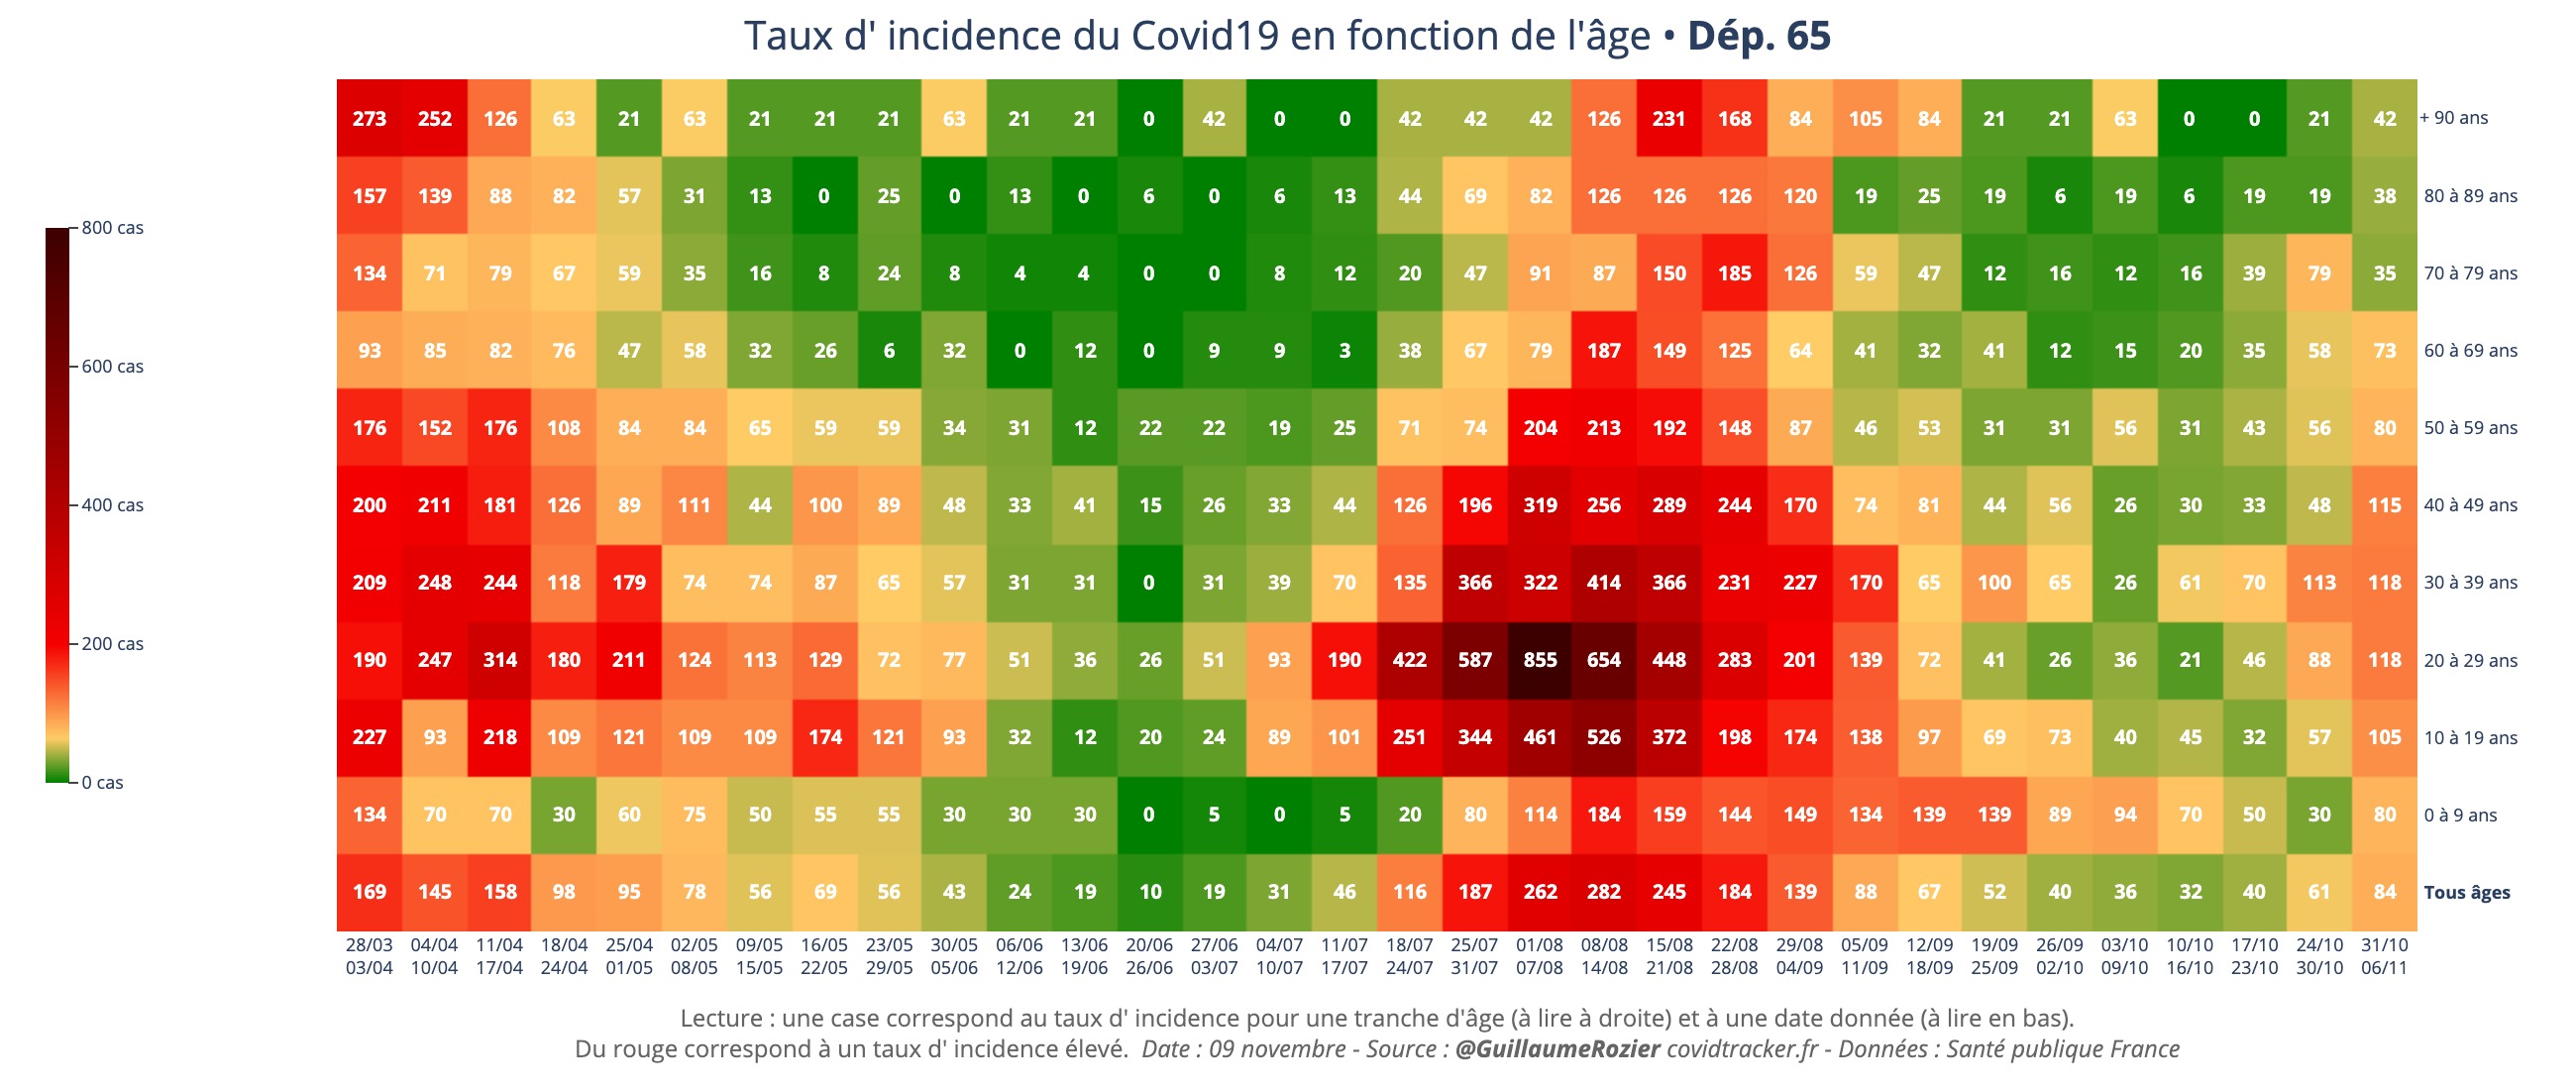 Taux d' incidence du Covid19 en fonction de l'âge • Dép. 65
800 cas
600 cas
400 cas
200 cas
0 cas
273 252 126 63 21 63 21 21 21 63 21 21 0 42 0 0 42 42 42 126 231 168 84 105 84 21 21 63 0 0 21 42 + 90 ans
157 139 88 82 57 31 13 0 25 0 13 0 6 0 6 13 44 69 82 126 126 126 120 19 25 19 6 19 6 19 19 38 80 à 89 ans
134 71 79 67 59 35 16 8 24 8 4 4 0 0 8 12 20 47 91 87 150 185 126 59 47 12 16 12 16 39 79 35 70 à 79 ans
93 85 82 76 47 58 32 26 6 32 0 12 0 9 9 3 38 67 79 187 149 125 64 41 32 41 12 15 20 35 58 73 60 à 69 ans
176 152 176 108 84 84 65 59 59 34 31 12 22 22 19 25 71 74 204 213 192 148 87 46 53 31 31 56 31 43 56 80 50 à 59 ans
200 211 181 126 89 111 44 100 89 48 33 41 15 26 33 44 126 196 319 256 289 244 170 74 81 44 56 26 30 33 48 115 40 à 49 ans
209 248 244 118 179 74 74 87 65 57 31 31 0 31 39 70 135 366 322 414 366 231 227 170 65 100 65 26 61 70 113 118 30 à 39 ans
190 247 314 180 211 124 113 129 72 77 51 36 26 51 93 190 422 587 855 654 448 283 201 139 72 41 26 36 21 46 88 118 20 à 29 ans
227 93 218 109 121 109 109 174 121 93 32 12 20 24 89 101 251 344 461 526 372 198 174 138 97 69 73 40 45 32 57 105 10 à 19 ans
134 70 70 30 60 75 50 55 55 30 30 30 0 5 0 5 20 80 114 184 159 144 149 134 139 139 89 94 70 50 30 80 0 à 9 ans
169 145 158 98 95 78 56 69 56 43 24 19 10 19 31 46 116 187 262 282 245 184 139 88 67 52 40 36 32 40 61 84 Tous âges
28/03 04/04 11/04 18/04 25/04 02/05 09/05 16/05 23/05 30/05 06/06 13/06 20/06 27/06 04/07 11/07 18/07 25/07 01/08 08/08 15/08 22/08 29/08 05/09 12/09 19/09 26/09 03/10 10/10 17/10 24/10 31/10
03/04 10/04 17/04 24/04 01/05 08/05 15/05 22/05 29/05 05/06 12/06 19/06 26/06 03/07 10/07 17/07 24/07 31/07 07/08 14/08 21/08 28/08 04/09 11/09 18/09 25/09 02/10 09/10 16/10 23/10 30/10 06/11
Lecture : une case correspond au taux d' incidence pour une tranche d'âge (à lire à droite) et à une date donnée (à lire en bas).
Du rouge correspond à un taux d' incidence élevé. Date : 09 novembre - Source : @GuillaumeRozier covidtracker.fr - Données : Santé publique France